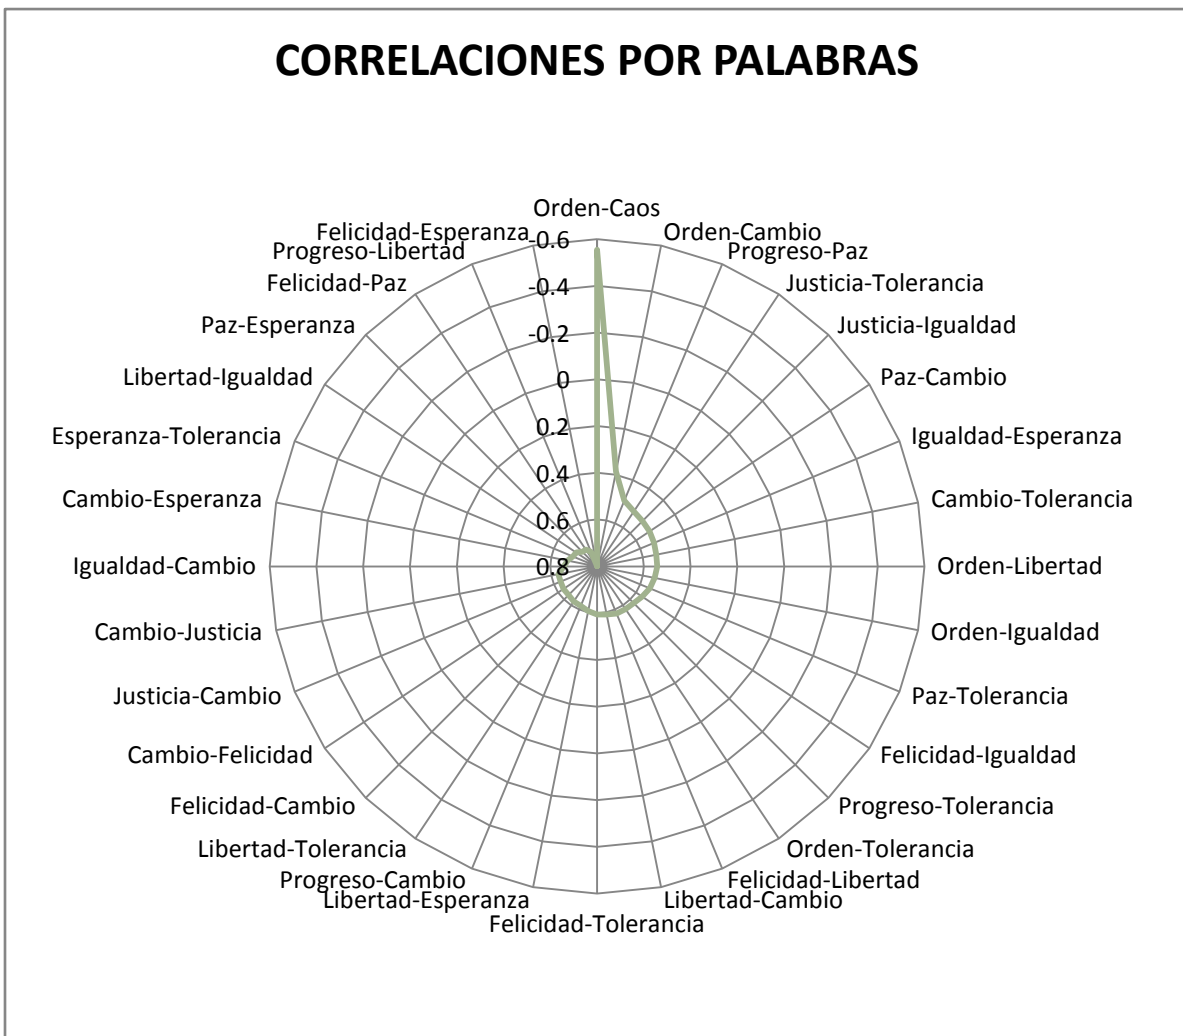 CORRELACIONES POR PALABRAS
Orden-Caos
Orden-Cambio
Progreso-Paz
Justicia-Tolerancia
Justicia-Igualdad
Paz-Cambio
Igualdad-Esperanza
Cambio-Tolerancia
Orden-Libertad
Orden-Igualdad
Paz-Tolerancia
Felicidad-Igualdad
Progreso-Tolerancia
Orden-Tolerancia
Felicidad-Libertad
Libertad-Cambio
Felicidad-Tolerancia
Libertad-Esperanza
Progreso-Cambio
Libertad-Tolerancia
Felicidad-Cambio
Cambio-Felicidad
Justicia-Cambio
Cambio-Justicia
Igualdad-Cambio
Cambio-Esperanza
Esperanza-Tolerancia
Libertad-Igualdad
Paz-Esperanza
Felicidad-Paz
Progreso-Libertad
Felicidad-Esperanza
-0.6
-0.4
-0.2
0
0.2
0.4
0.6
0.8